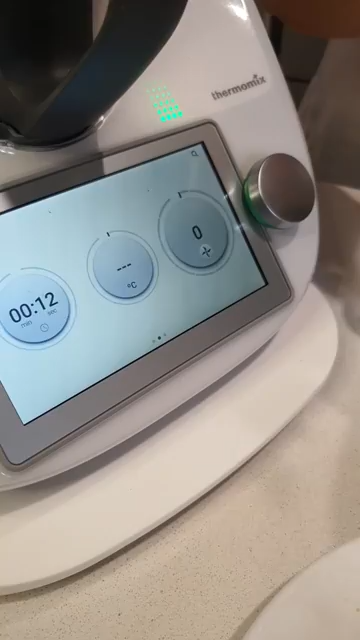 thermomix
00:12
min sec
---
°C
0